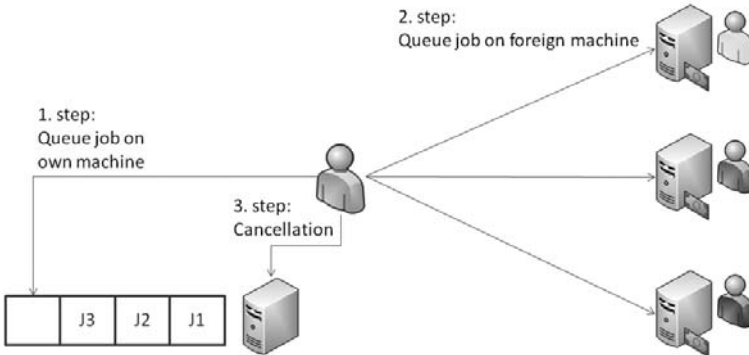 2. step:
Queue job on foreign machine
1. step:
Queue job on
own machine
3. step:
Cancellation
J3 J2 J1